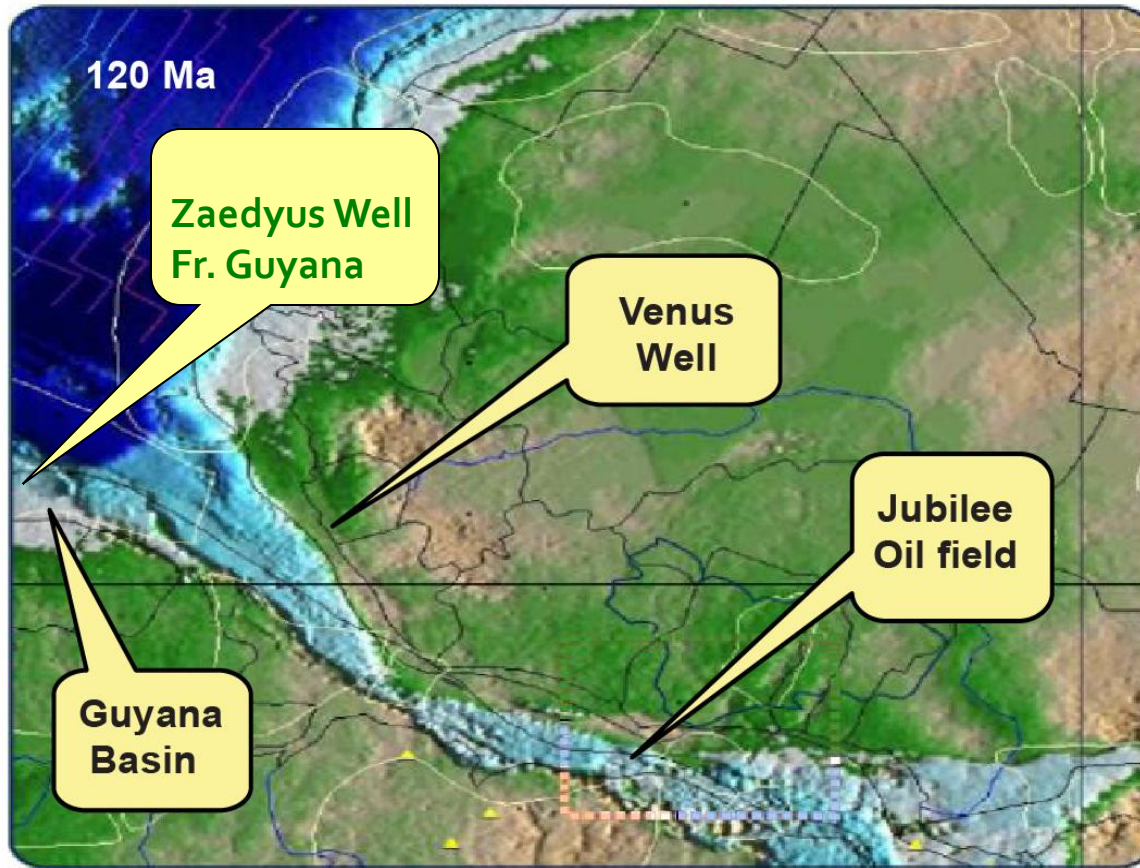 120 Ma
Zaedyus Well
Fr. Guyana
Venus
Well
Jubilee
Oil field
Guyana
Basin